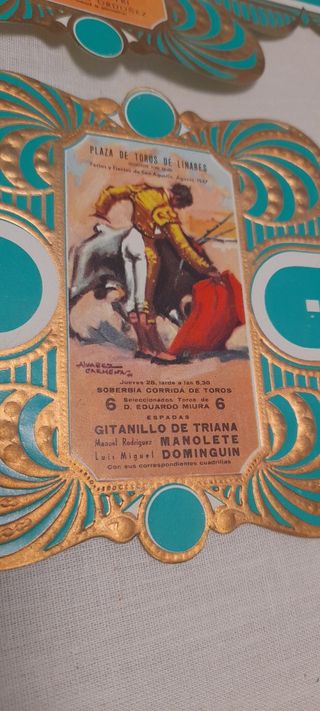 ORDOÑEZ
PLAZA DE TOROS DE LINARES
Ferias y Fiestas de San Agustín, Agosto 1947
ALVAREZ
CARMENA
Jueves 28, tarde a las 5,30
SOBERBIA CORRIDA DE TOROS
6 Seleccionados Toros de 6
D. EDUARDO MIURA
ESPADAS
GITANILLO DE TRIANA
Manuel Rodríguez MANOLETE
Luis Miguel DOMINGUIN
Con sus correspondientes cuadrillas